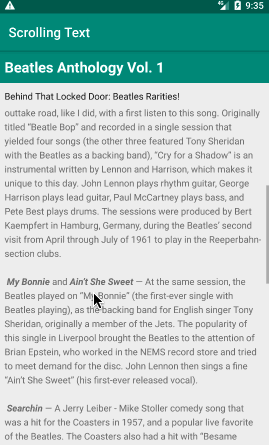 9:35
Scrolling Text
Beatles Anthology Vol. 1
Behind That Locked Door: Beatles Rarities!
outtake road, like I did, with a first listen to this song. Originally
titled "Beatle Bop" and recorded in a single session that
yielded four songs (the other three featured Tony Sheridan
with the Beatles as a backing band), "Cry for a Shadow" is an
instrumental written by Lennon and Harrison, which makes it
unique to this day. John Lennon plays rhythm guitar, George
Harrison plays lead guitar, Paul McCartney plays bass, and
Pete Best plays drums. The sessions were produced by Bert
Kaempfert in Hamburg, Germany, during the Beatles' second
visit from April through July of 1961 to play in the Reeperbahn-
section clubs.
My Bonnie and Ain't She Sweet — At the same session, the
Beatles played on "My Bonnie" (the first-ever single with
Beatles playing), as the backing band for English singer Tony
Sheridan, originally a member of the Jets. The popularity of
this single in Liverpool brought the Beatles to the attention of
Brian Epstein, who worked in the NEMS record store and tried
to meet demand for the disc. John Lennon then sings a fine
"Ain't She Sweet" (his first-ever released vocal).
Searchin — A Jerry Leiber - Mike Stoller comedy song that
was a hit for the Coasters in 1957, and a popular live favorite
of the Beatles. The Coasters also had a hit with "Besame